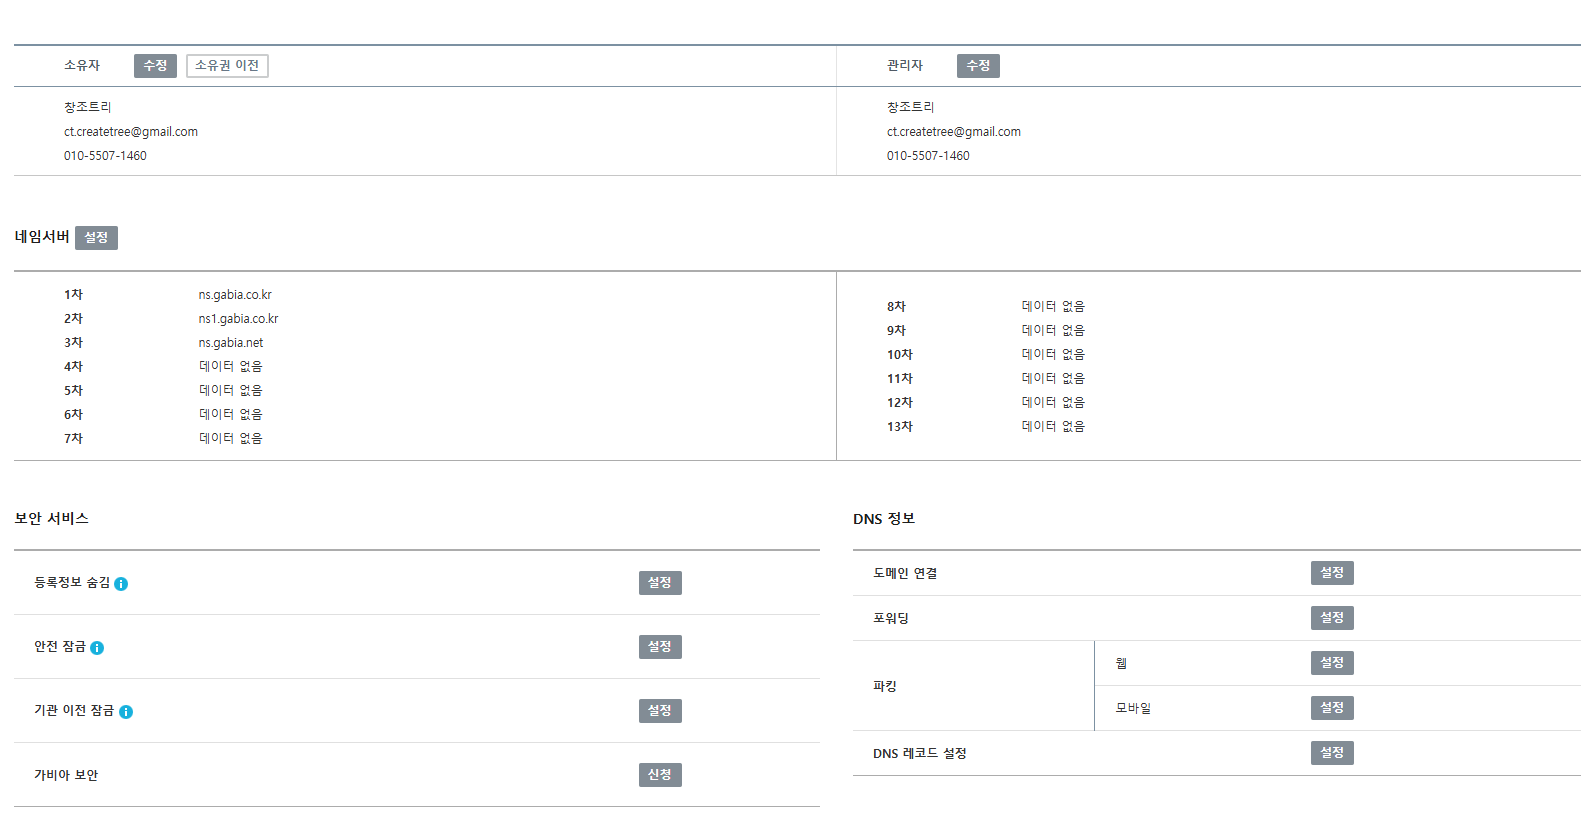 소유자 수정 소유권 이전
관리자 수정
창조트리
ct.createtree@gmail.com
010-5507-1460
창조트리
ct.createtree@gmail.com
010-5507-1460
네임서버 설정
1차 ns.gabia.co.kr
2차 ns1.gabia.co.kr
3차 ns.gabia.net
4차 데이터 없음
5차 데이터 없음
6차 데이터 없음
7차 데이터 없음
8차 데이터 없음
9차 데이터 없음
10차 데이터 없음
11차 데이터 없음
12차 데이터 없음
13차 데이터 없음
보안 서비스
등록정보 숨김 설정
안전 잠금 설정
기관 이전 잠금 설정
가비아 보안 신청
DNS 정보
도메인 연결 설정
포워딩 설정
파킹
웹 설정
모바일 설정
DNS 레코드 설정 설정